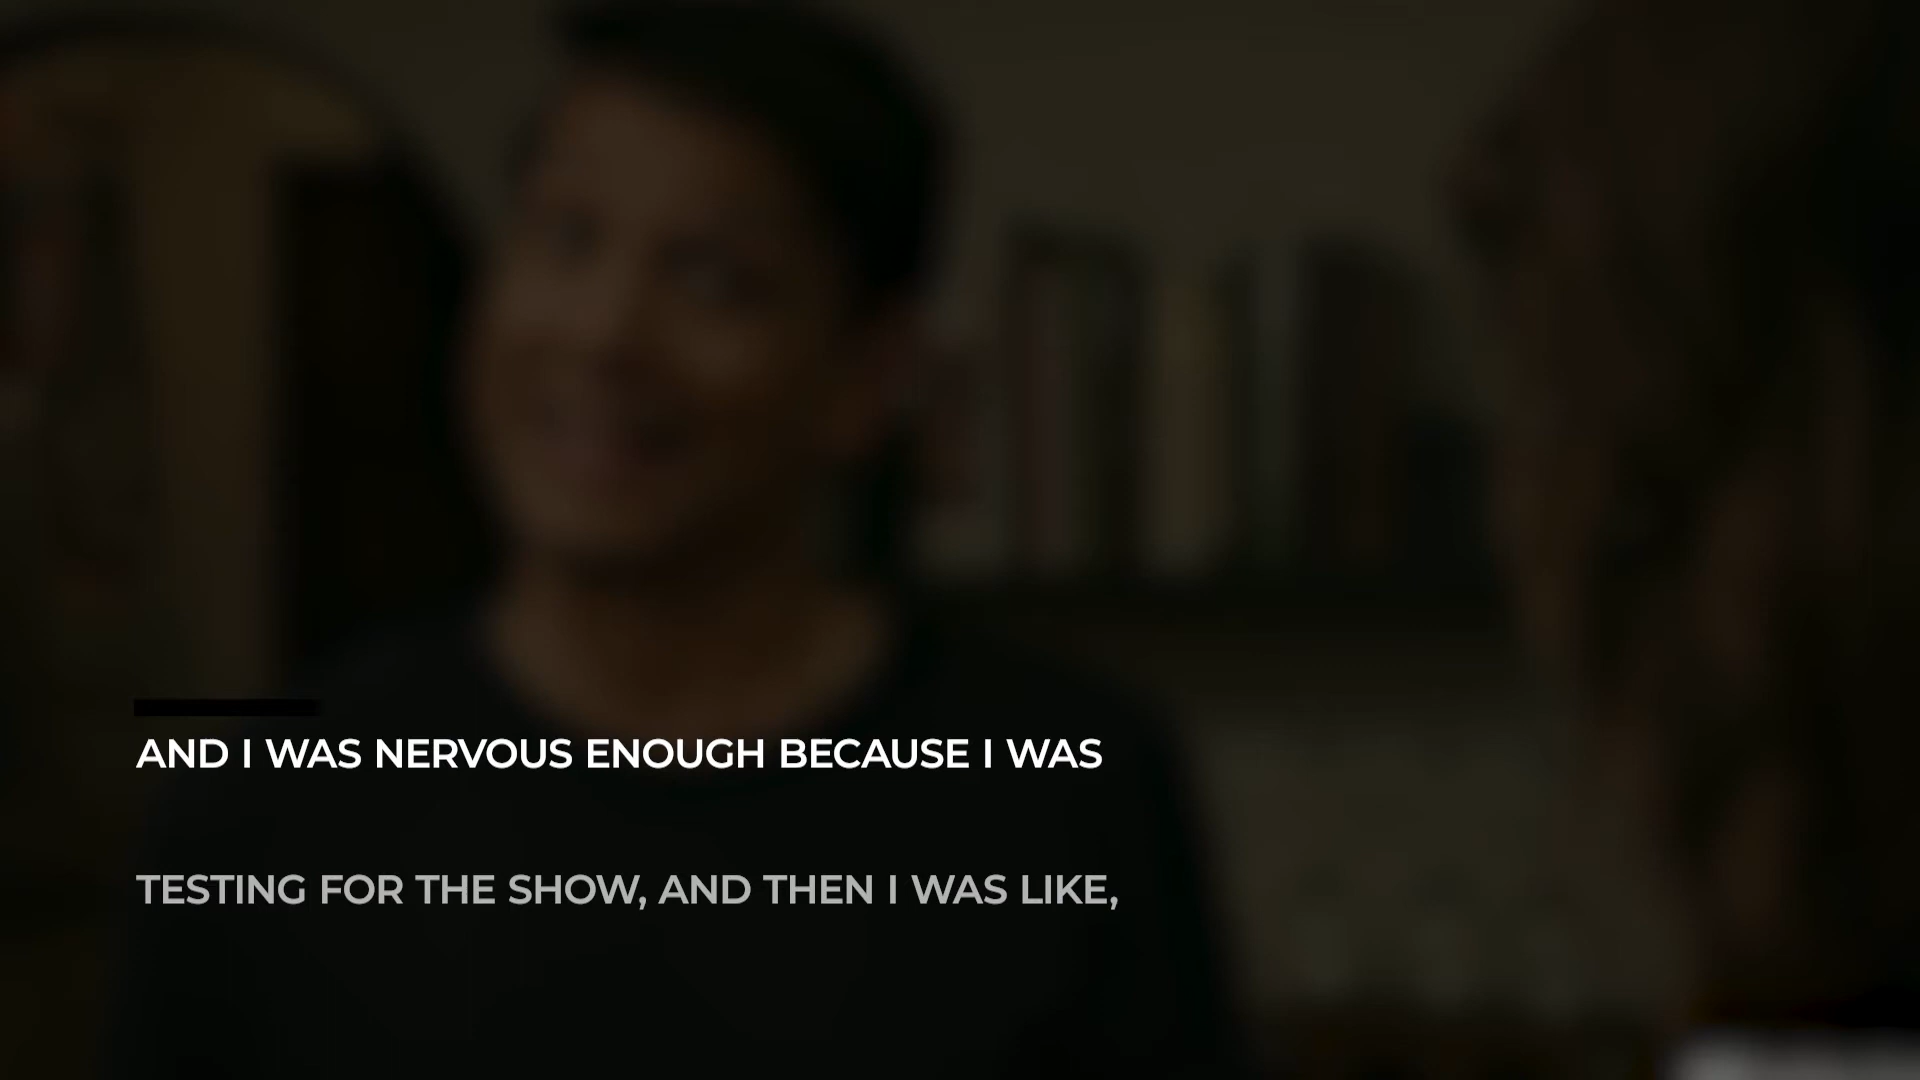 AND I WAS NERVOUS ENOUGH BECAUSE I WAS
TESTING FOR THE SHOW, AND THEN I WAS LIKE,